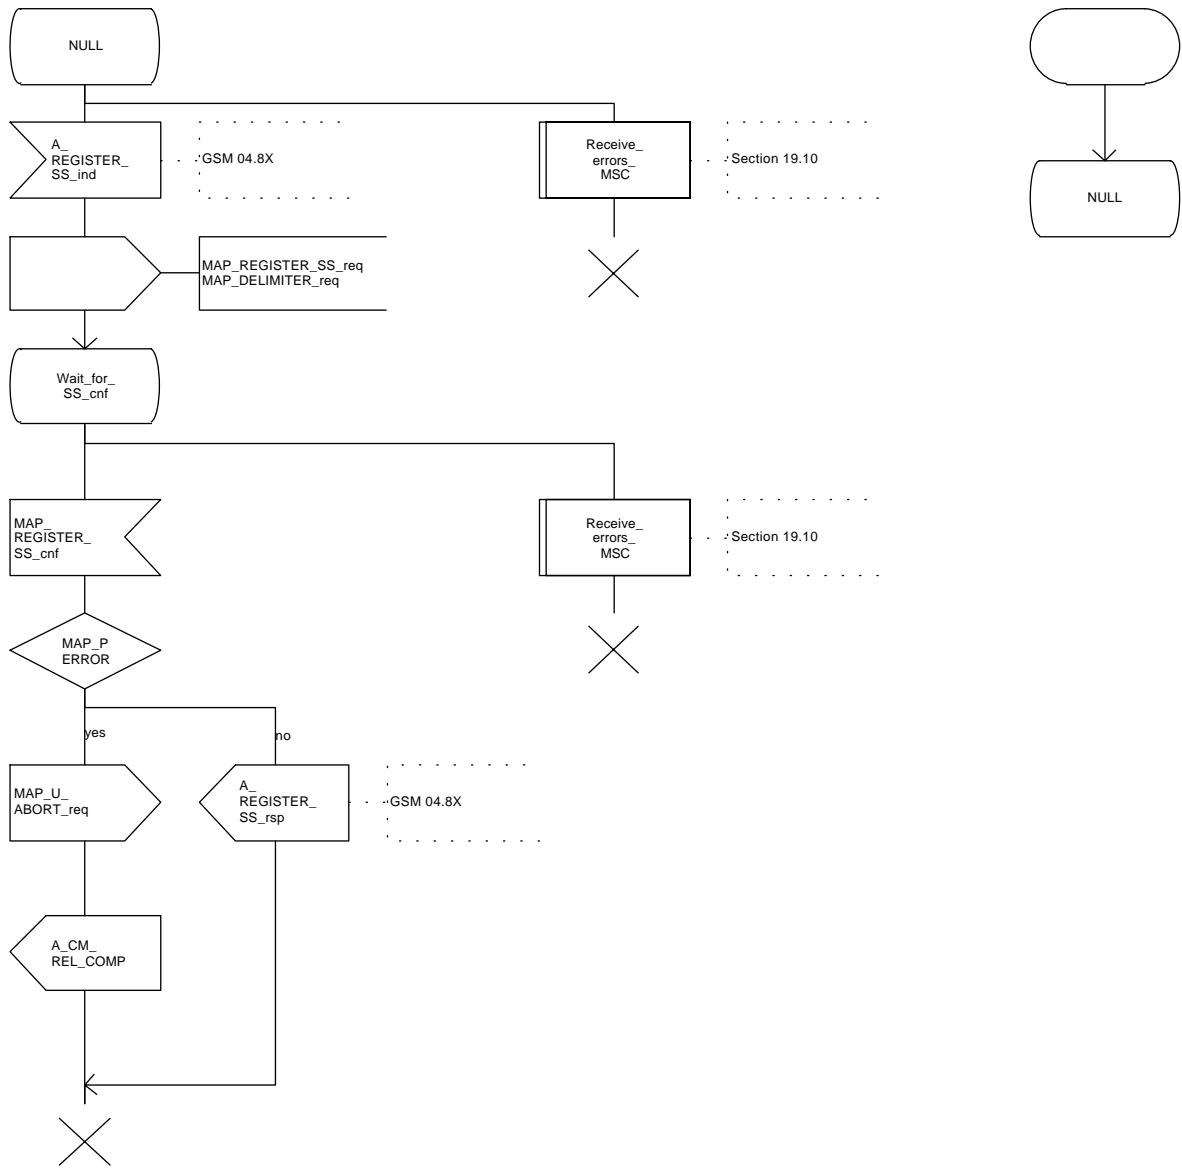 NULL
A_
REGISTER_
SS_ind
GSM 04.8X
Receive_
errors_
MSC
Section 19.10
NULL
MAP_REGISTER_SS_req
MAP_DELIMITER_req
Wait_for_
SS_cnf
MAP_
REGISTER_
SS_cnf
Receive_
errors_
MSC
Section 19.10
MAP_P
ERROR
yes
no
MAP_U_
ABORT_req
A_
REGISTER_
SS_rsp
GSM 04.8X
A_CM_
REL_COMP